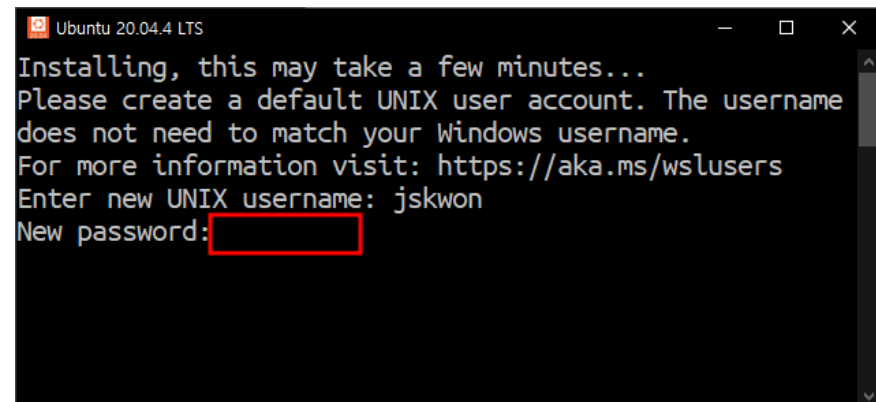 Ubuntu 20.04.4 LTS
Installing, this may take a few minutes...
Please create a default UNIX user account. The username
does not need to match your Windows username.
For more information visit: https://aka.ms/wslusers
Enter new UNIX username: jskwon
New password: